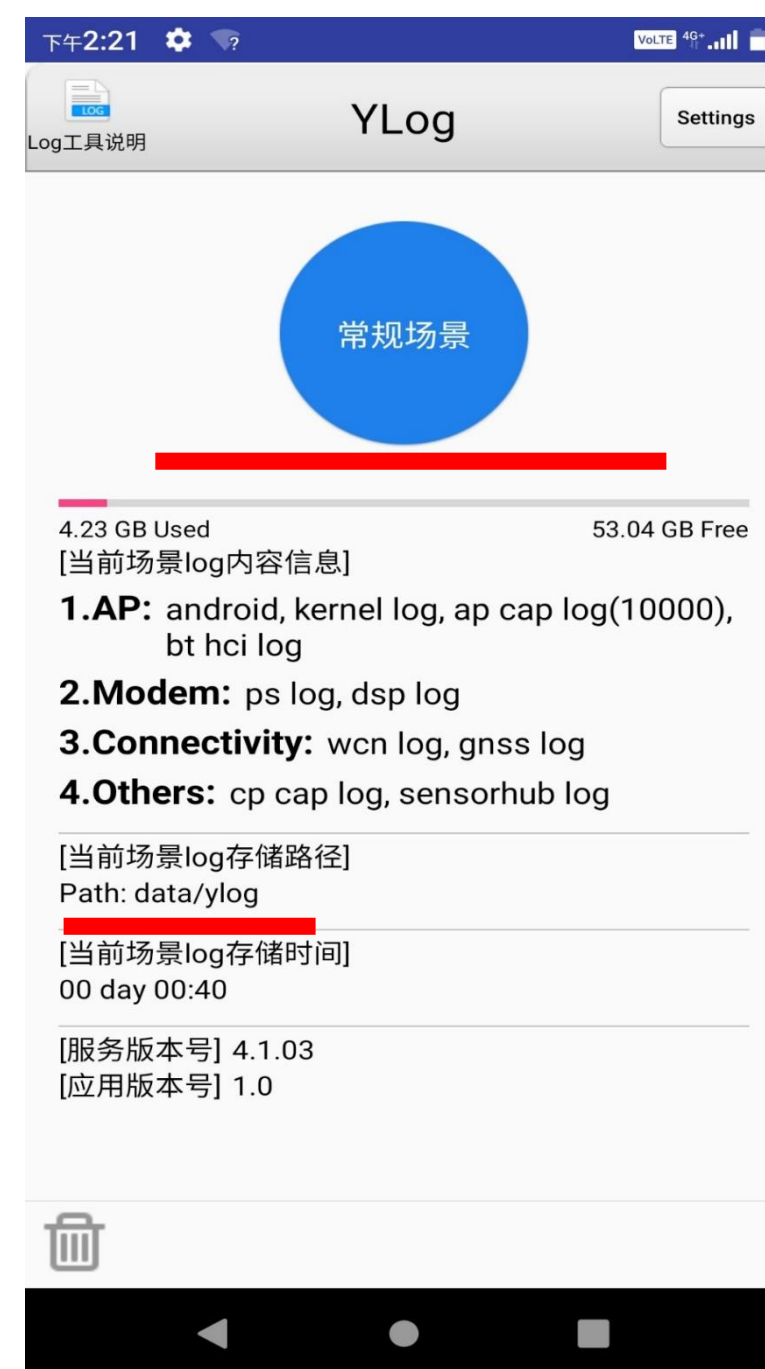 下午2:21
VoLTE 4G+
LOG
Log工具说明
YLog
Settings
常规场景
4.23 GB Used 53.04 GB Free
[当前场景log内容信息]
1.AP: android, kernel log, ap cap log(10000),
bt hci log
2.Modem: ps log, dsp log
3.Connectivity: wcn log, gnss log
4.Others: cp cap log, sensorhub log
[当前场景log存储路径]
Path: data/ylog
[当前场景log存储时间]
00 day 00:40
[服务版本号] 4.1.03
[应用版本号] 1.0